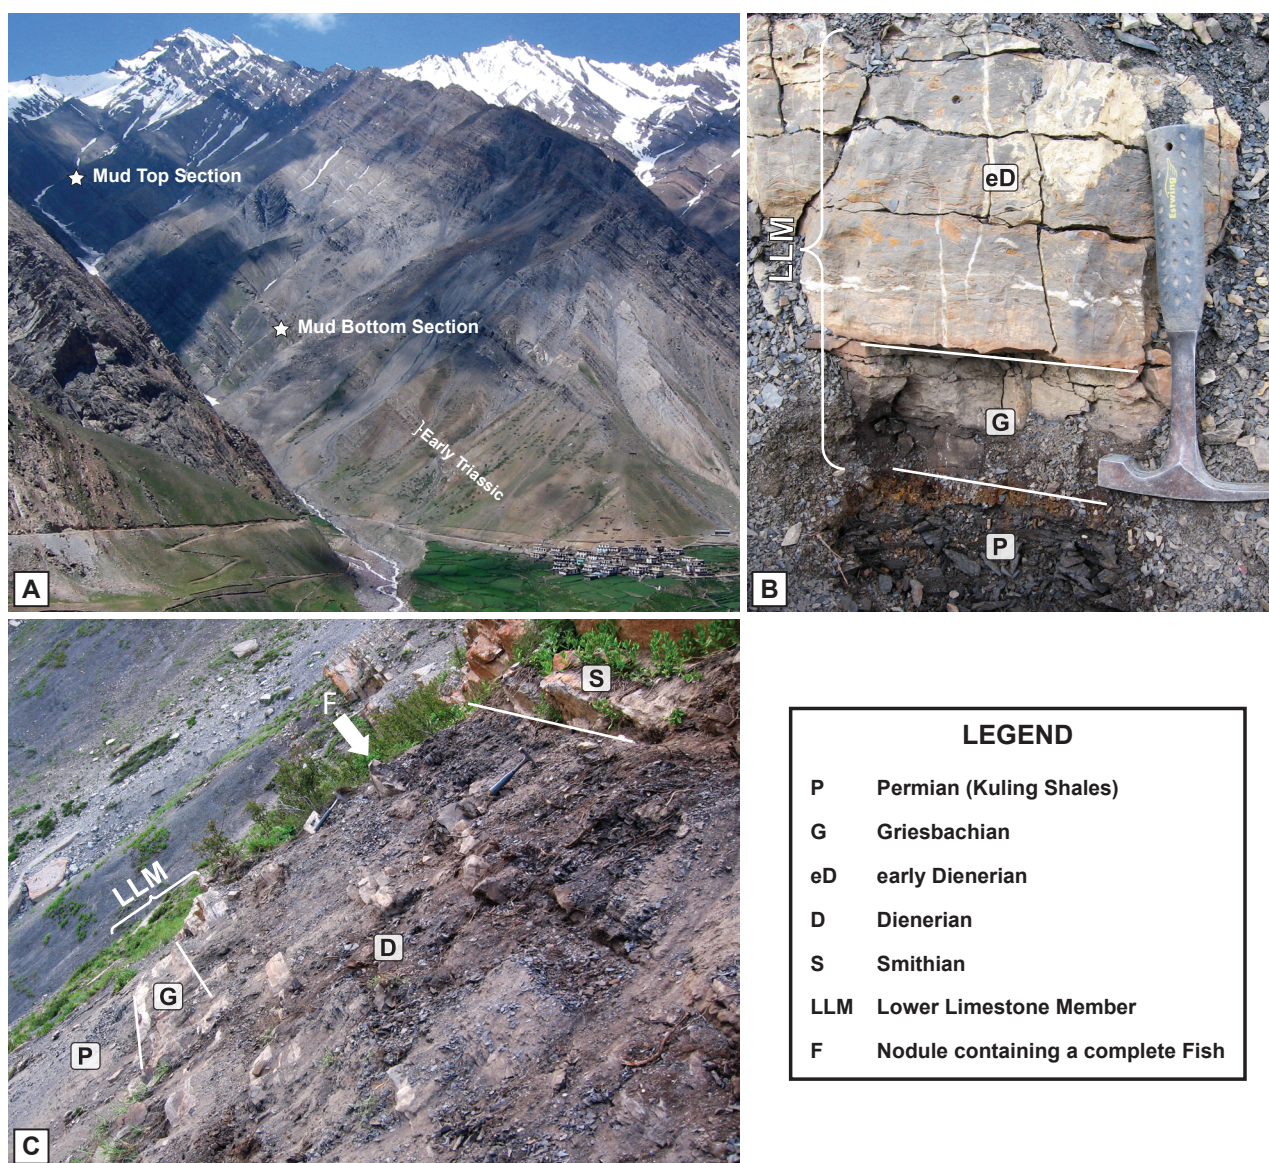 Mud Top Section
Mud Bottom Section
Early Triassic
A
LLM
eD
Estwing
G
P
B
F
S
LLM
D
G
P
C
LEGEND
P Permian (Kuling Shales)
G Griesbachian
eD early Dienerian
D Dienerian
S Smithian
LLM Lower Limestone Member
F Nodule containing a complete Fish